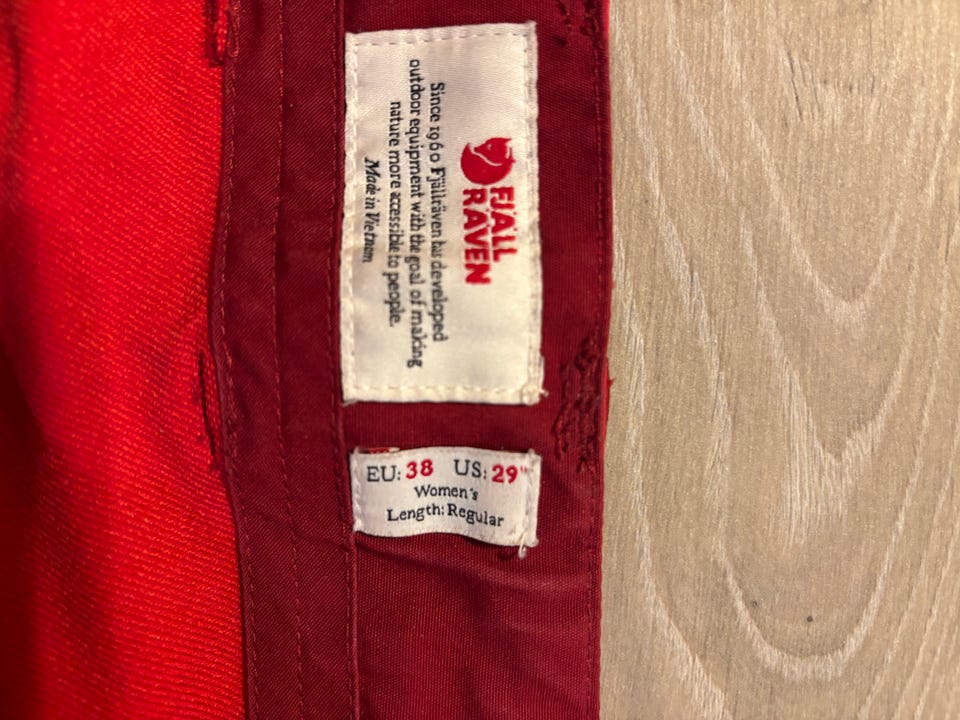 FJÄLL
RÄVEN
Since 1960 Fjällräven has developed
outdoor equipment with the goal of making
nature more accessible to people.
Made in Vietnam
EU: 38 US: 29"
Women's
Length: Regular